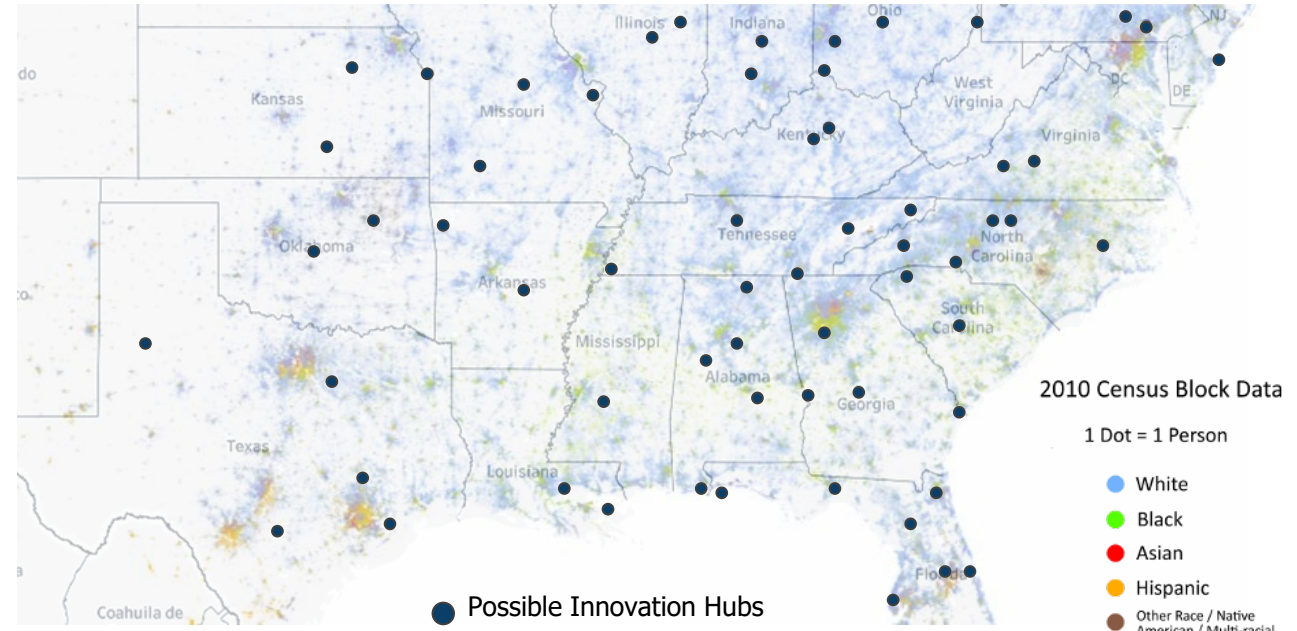 Illinois
Indiana
Ohio
NJ
do
Kansas
Missouri
West
Virginia
DC
DE
Kentucky
Virginia
Oklahoma
Tennessee
North
Carolina
Arkansas
co
South
Carolina
Mississippi
Alabama
Georgia
2010 Census Block Data
1 Dot = 1 Person
Texas
Louisiana
White
Black
Asian
Florida
Hispanic
Coahuila de
Possible Innovation Hubs
Other Race / Native
American / Multi-racial